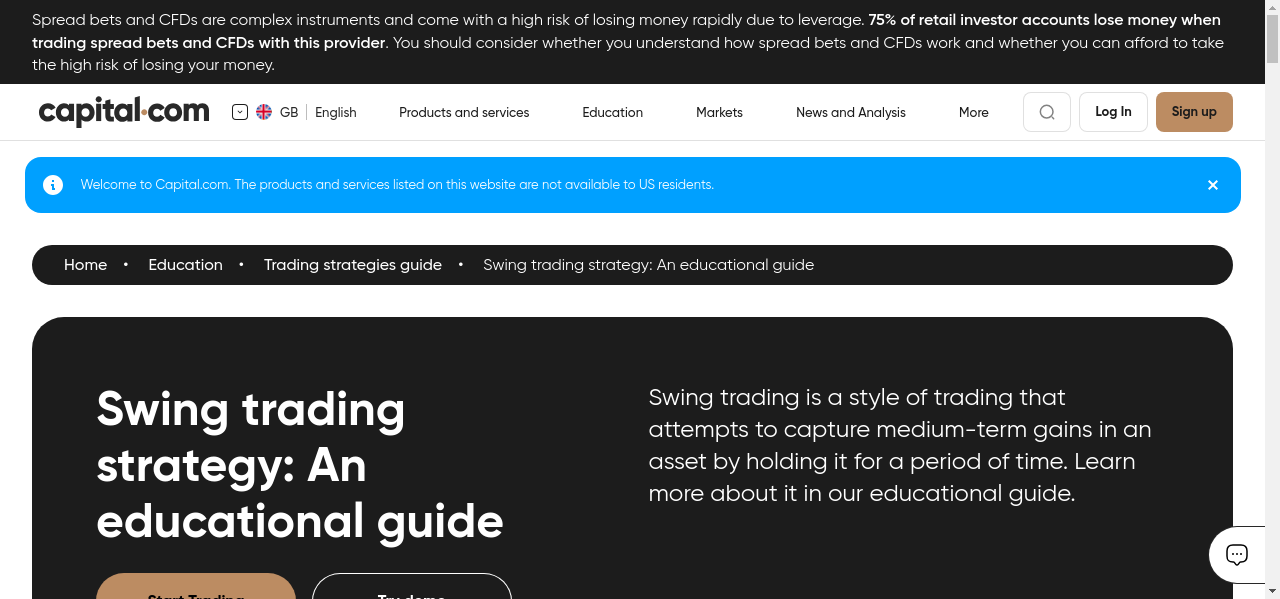 Spread bets and CFDs are complex instruments and come with a high risk of losing money rapidly due to leverage. 75% of retail investor accounts lose money when
trading spread bets and CFDs with this provider. You should consider whether you understand how spread bets and CFDs work and whether you can afford to take
the high risk of losing your money.
capital.com GB English Products and services Education Markets News and Analysis More Log In Sign up
Welcome to Capital.com. The products and services listed on this website are not available to US residents.
Home • Education • Trading strategies guide • Swing trading strategy: An educational guide
Swing trading
strategy: An
educational guide
Swing trading is a style of trading that
attempts to capture medium-term gains in an
asset by holding it for a period of time. Learn
more about it in our educational guide.
Start Trading Try demo